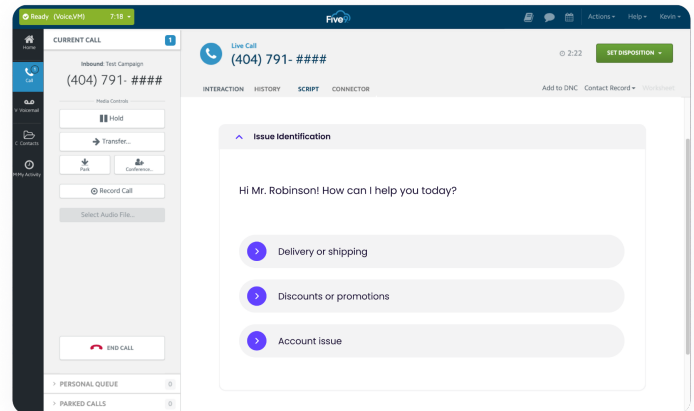 Ready (Voice,VM) 7:18
Five9
Actions
Help
Kevin
Home
1
Call
V Voicemail
C Contacts
M My Activity
CURRENT CALL 1
Inbound: Test Campaign
(404) 791- ####
Media Controls
Hold
Transfer...
Park
Conference...
Record Call
Select Audio File...
END CALL
PERSONAL QUEUE 0
PARKED CALLS 0
Live Call
(404) 791- ####
2:22
SET DISPOSITION
INTERACTION HISTORY SCRIPT CONNECTOR
Add to DNC Contact Record Worksheet
Issue Identification
Hi Mr. Robinson! How can I help you today?
Delivery or shipping
Discounts or promotions
Account issue